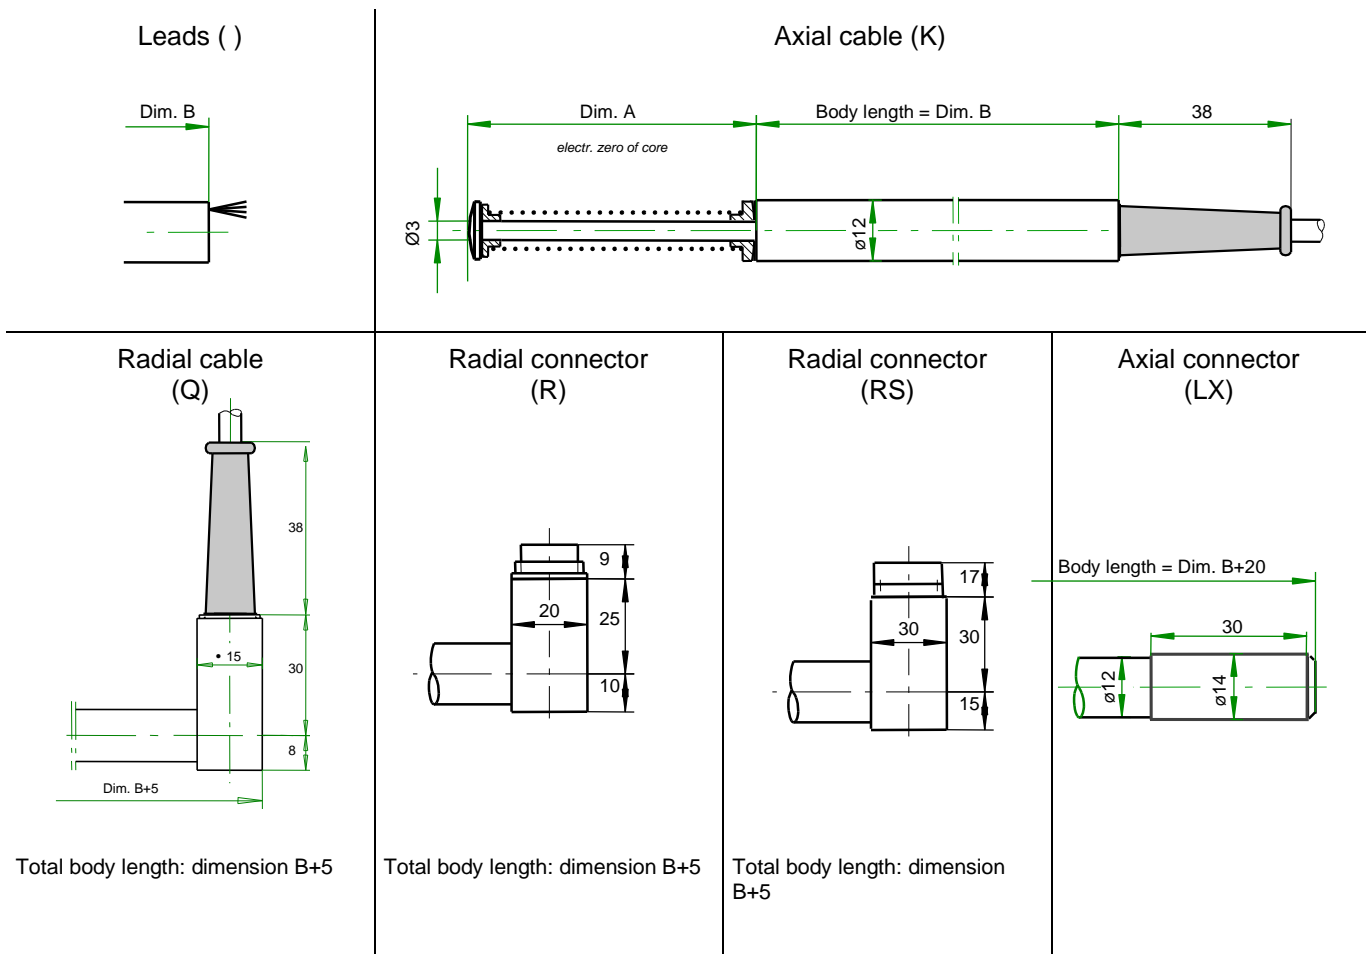 Leads ( )
Dim. B
Axial cable (K)
Dim. A
Body length = Dim. B
38
electr. zero of core
Ø3
ø12
Radial cable
(Q)
38
• 15
30
8
Dim. B+5
Total body length: dimension B+5
Radial connector
(R)
9
20
25
10
Total body length: dimension B+5
Radial connector
(RS)
17
30
30
15
Total body length: dimension
B+5
Axial connector
(LX)
Body length = Dim. B+20
30
ø12
ø14